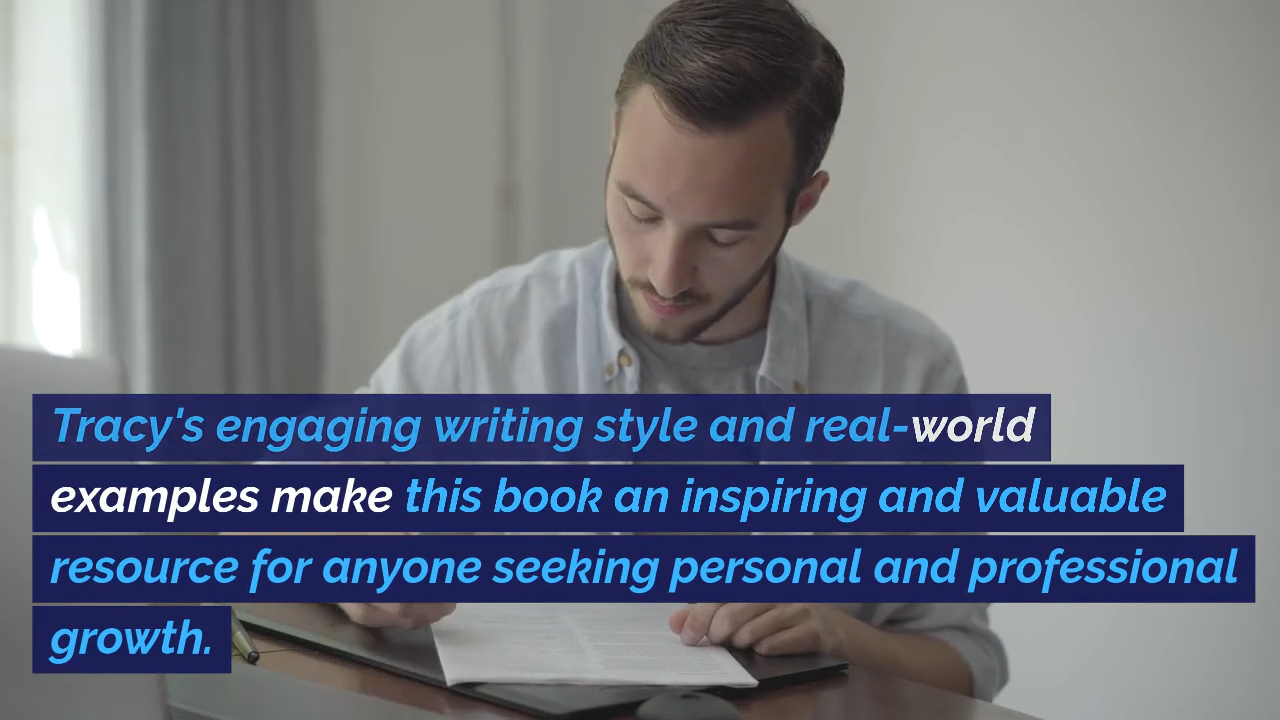 Tracy's engaging writing style and real-world
examples make this book an inspiring and valuable
resource for anyone seeking personal and professional
growth.